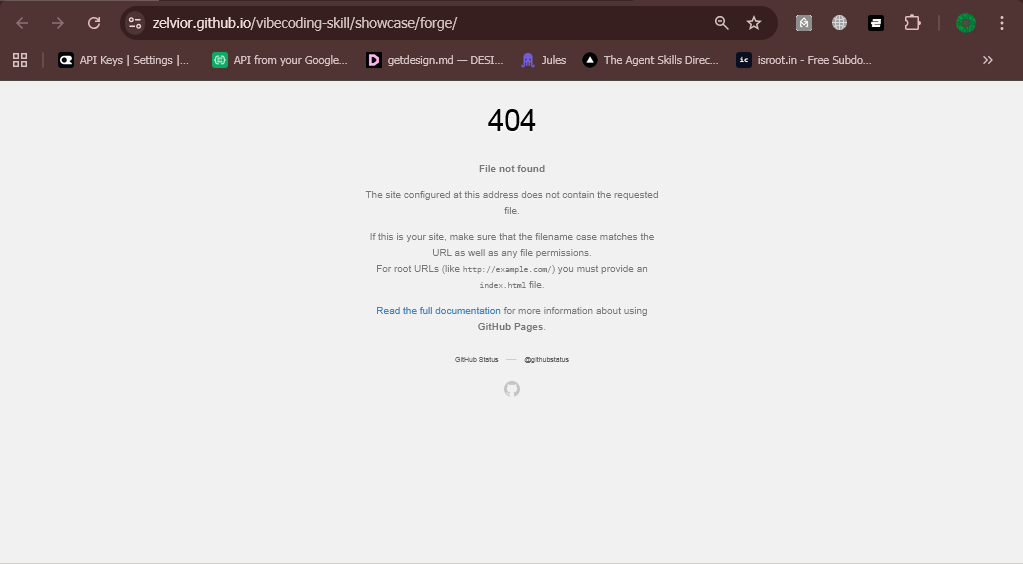 zelvior.github.io/vibecoding-skill/showcase/forge/
API Keys | Settings |...
API from your Google...
getdesign.md — DESI...
Jules
The Agent Skills Direc...
ic
isroot.in - Free Subdo...
404
File not found
The site configured at this address does not contain the requested
file.
If this is your site, make sure that the filename case matches the
URL as well as any file permissions.
For root URLs (like http://example.com/) you must provide an
index.html file.
Read the full documentation for more information about using
GitHub Pages.
GitHub Status — @githubstatus